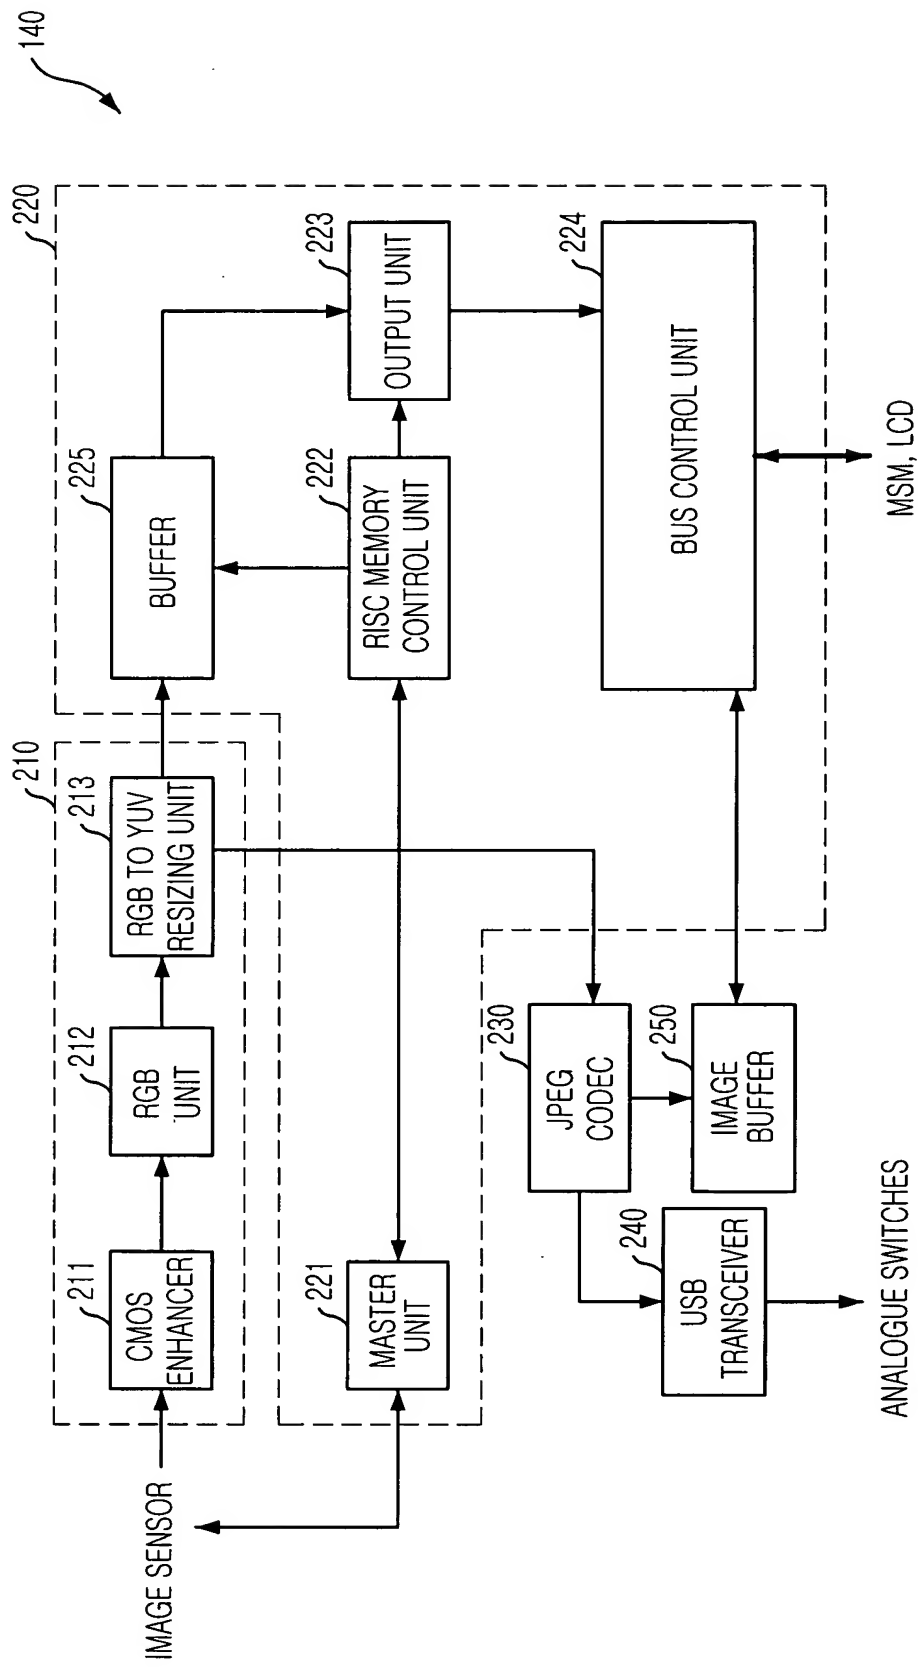 140
220
210
211
CMOS
ENHANCER
212
RGB
UNIT
213
RGB TO YUV
RESIZING UNIT
225
BUFFER
IMAGE SENSOR
221
MASTER
UNIT
222
RISC MEMORY
CONTROL UNIT
223
OUTPUT UNIT
230
JPEG
CODEC
224
BUS CONTROL UNIT
240
USB
TRANSCEIVER
250
IMAGE
BUFFER
ANALOGUE SWITCHES
MSM, LCD